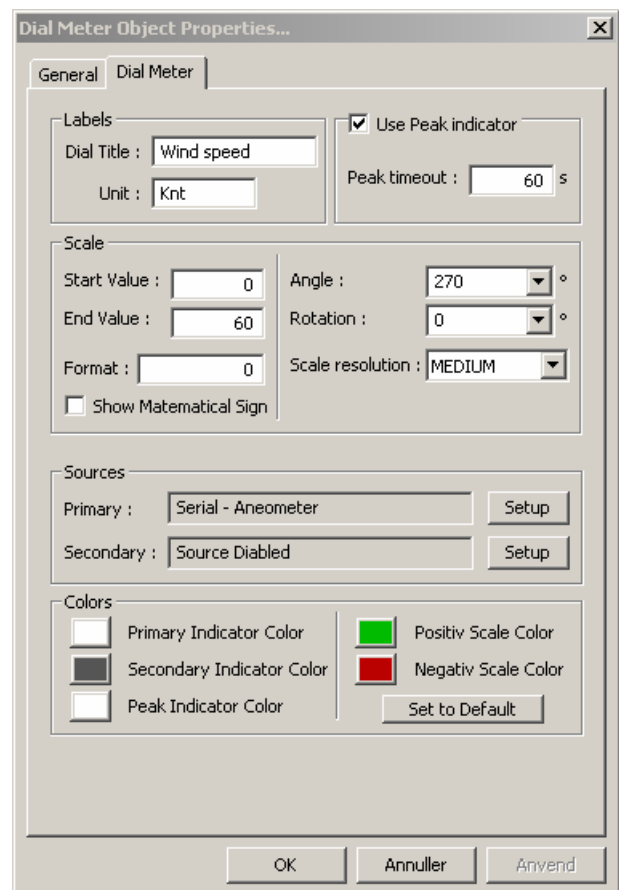 Dial Meter Object Properties...
General Dial Meter
Labels
Dial Title : Wind speed
Unit : Knt
Use Peak indicator
Peak timeout : 60 s
Scale
Start Value : 0
End Value : 60
Format : 0
Show Matematical Sign
Angle : 270 °
Rotation : 0 °
Scale resolution : MEDIUM
Sources
Primary : Serial - Aneometer Setup
Secondary : Source Diabled Setup
Colors
Primary Indicator Color
Secondary Indicator Color
Peak Indicator Color
Positiv Scale Color
Negativ Scale Color
Set to Default
OK Annuller Anvend